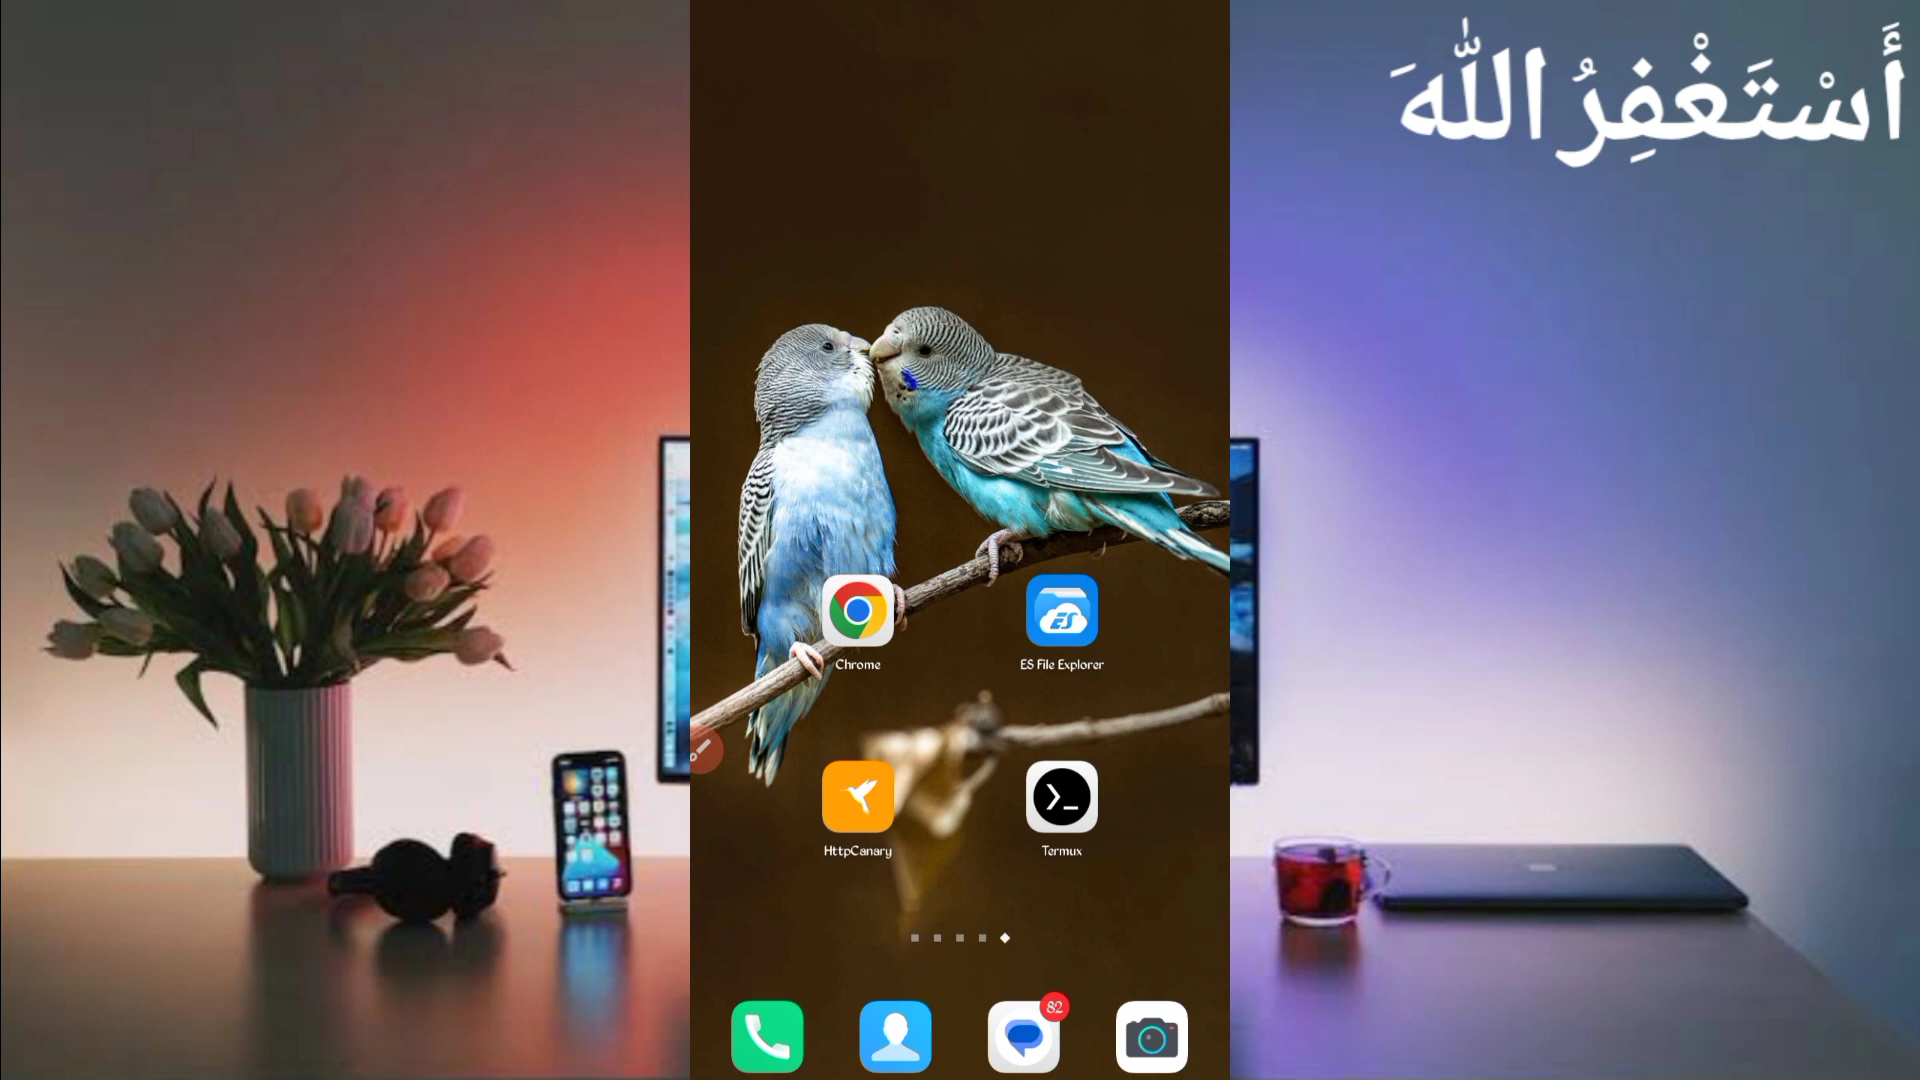 أَسْتَغْفِرُ اللّٰهَ
Chrome
ES File Explorer
HttpCanary
Termux
82